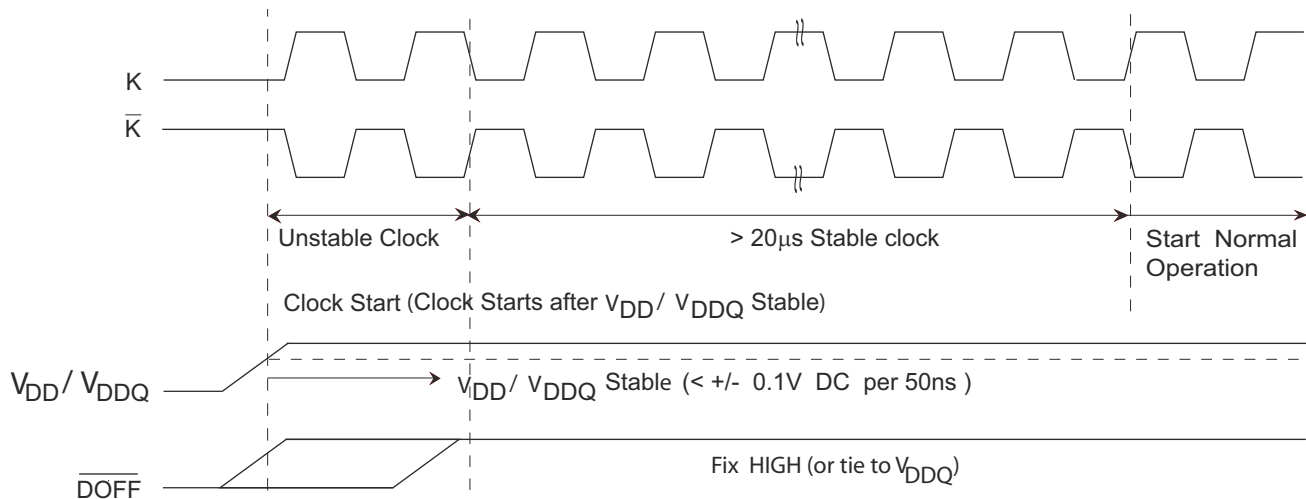 K
K̅
Unstable Clock
> 20μs Stable clock
Start Normal
Operation
Clock Start (Clock Starts after VDD / VDDQ Stable)
VDD / VDDQ
VDD / VDDQ Stable (< +/- 0.1V DC per 50ns )
DOFF
Fix HIGH (or tie to VDDQ)